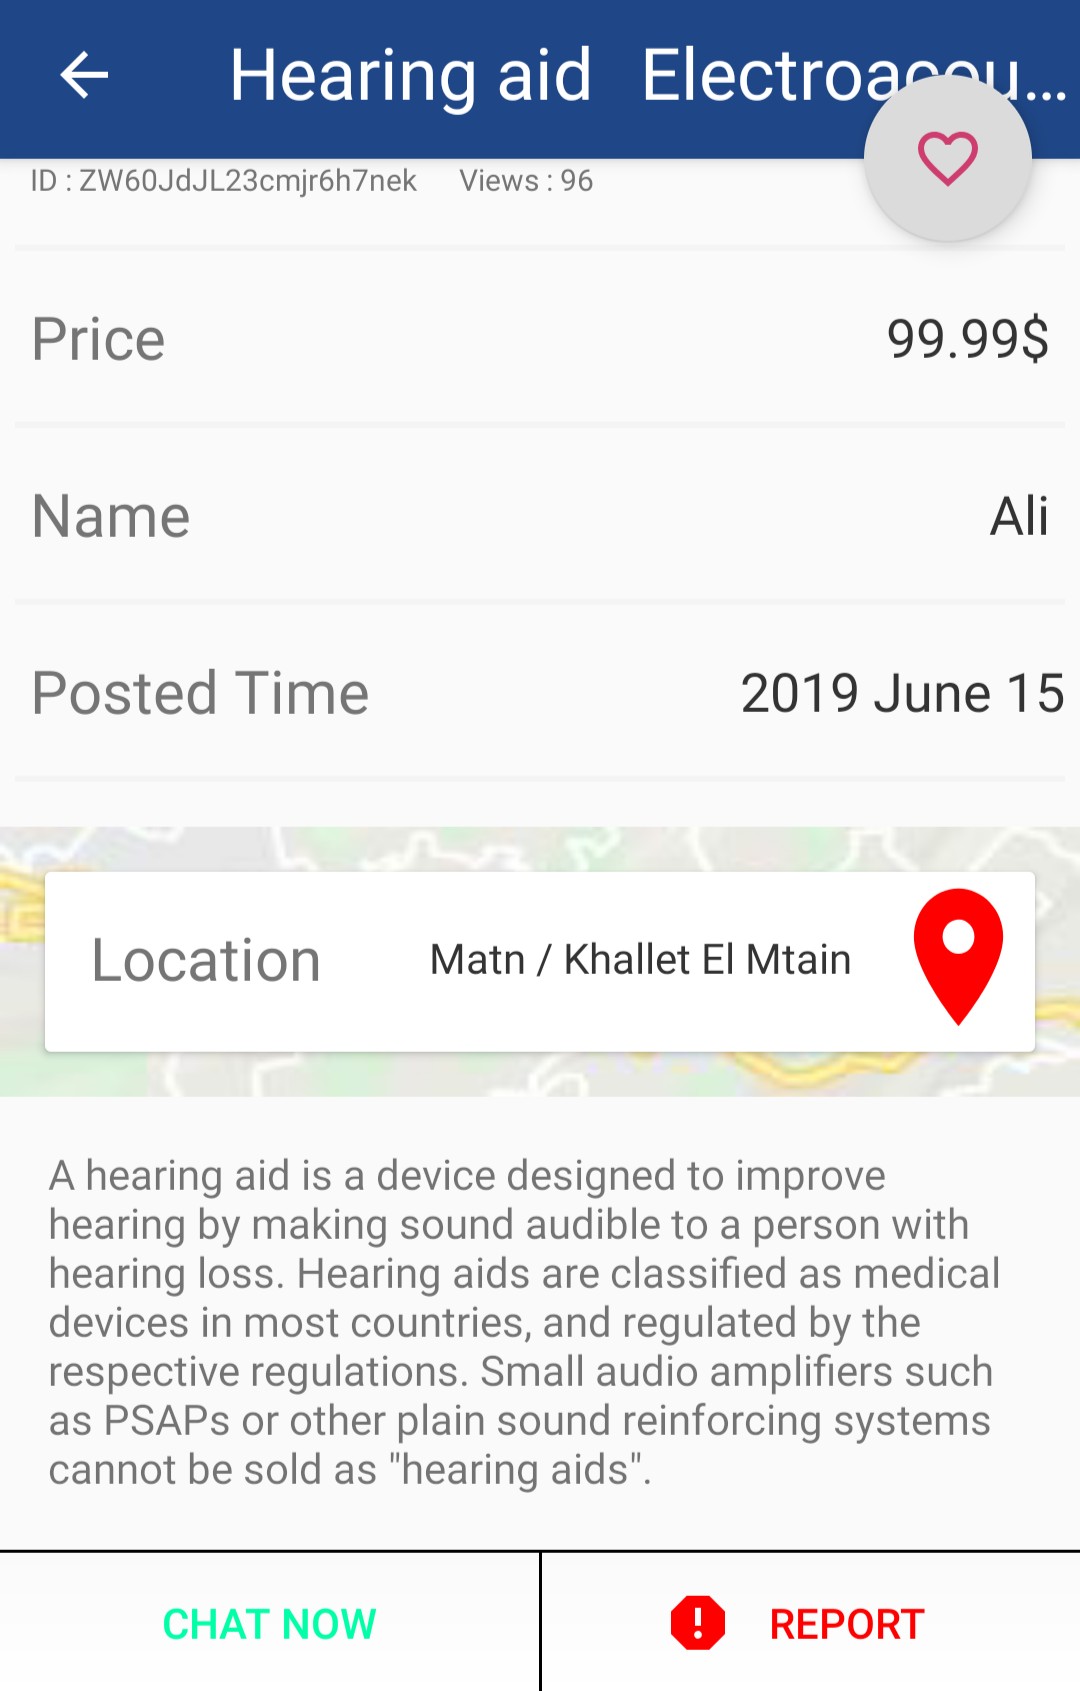 Hearing aid Electroacou...
ID : ZW60JdJL23cmjr6h7nek Views : 96
Price 99.99$
Name Ali
Posted Time 2019 June 15
Location Matn / Khallet El Mtain
A hearing aid is a device designed to improve
hearing by making sound audible to a person with
hearing loss. Hearing aids are classified as medical
devices in most countries, and regulated by the
respective regulations. Small audio amplifiers such
as PSAPs or other plain sound reinforcing systems
cannot be sold as "hearing aids".
CHAT NOW REPORT